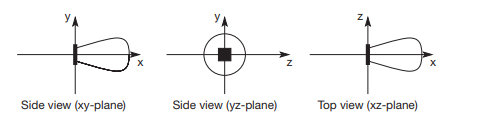 y
x
Side view (xy-plane)
y
z
Side view (yz-plane)
z
x
Top view (xz-plane)